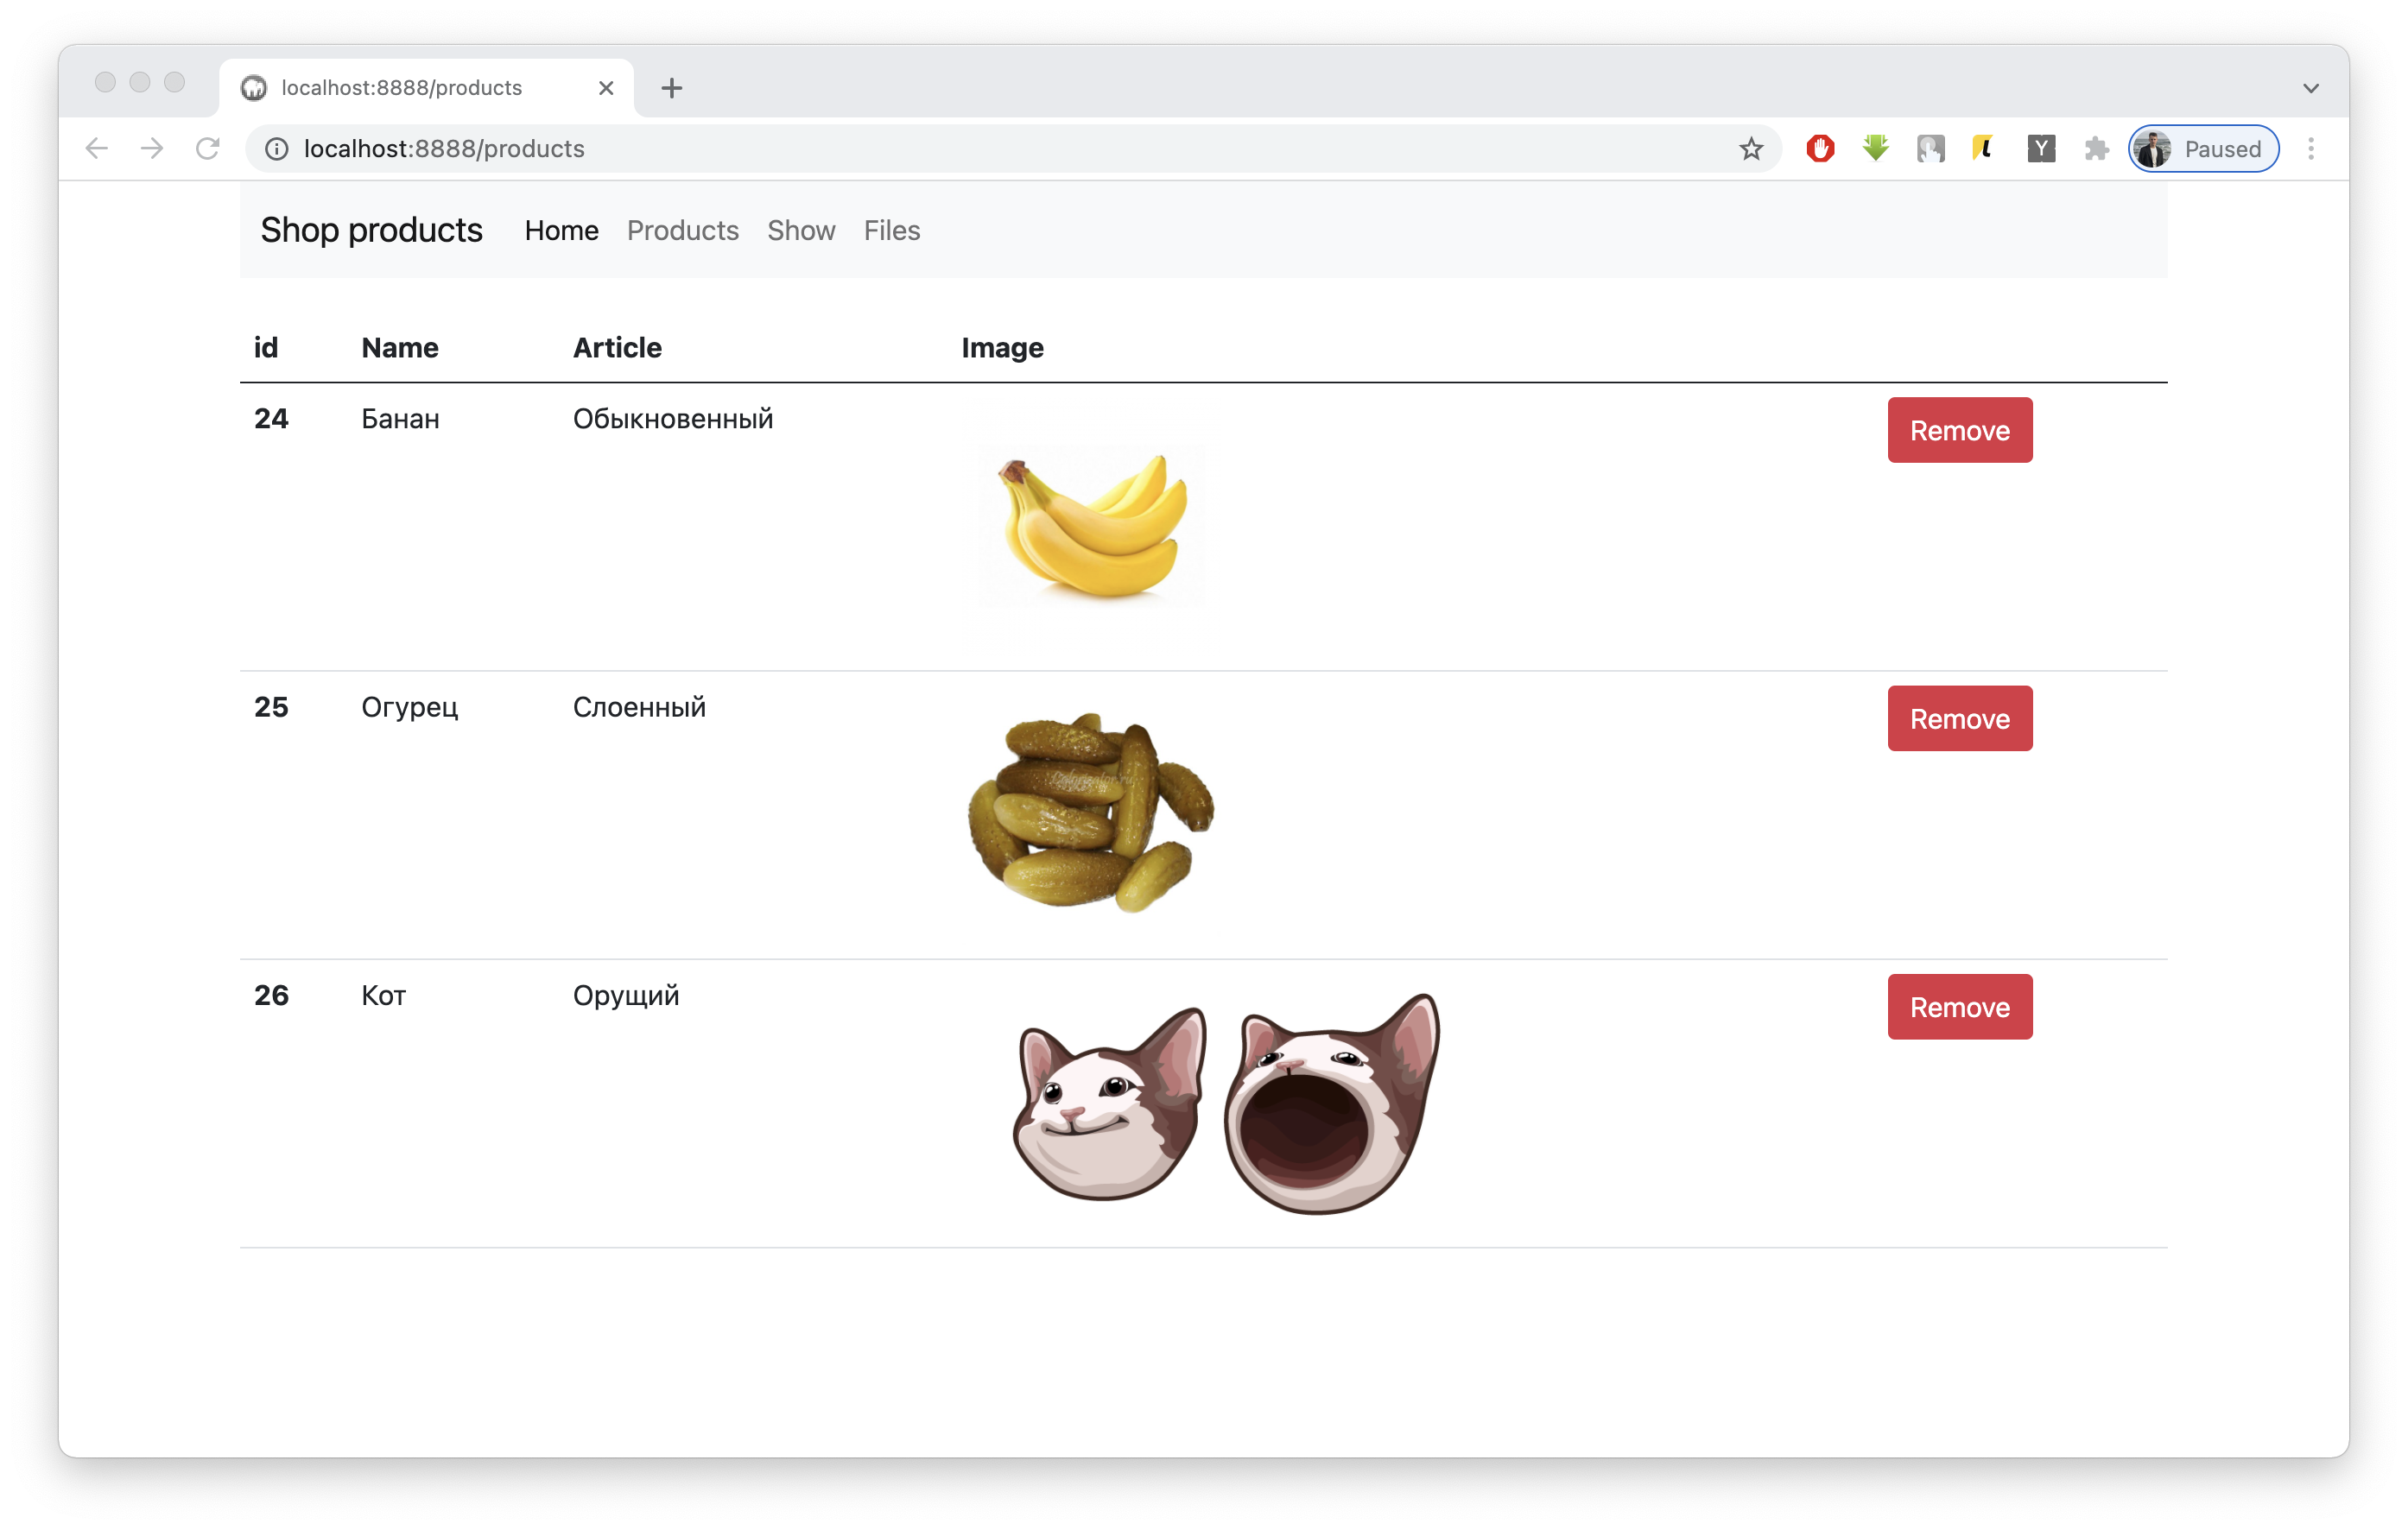 localhost:8888/products
localhost:8888/products
Paused
Shop products Home Products Show Files
id Name Article Image
24 Банан Обыкновенный Remove
25 Огурец Слоенный Remove
26 Кот Орущий Remove